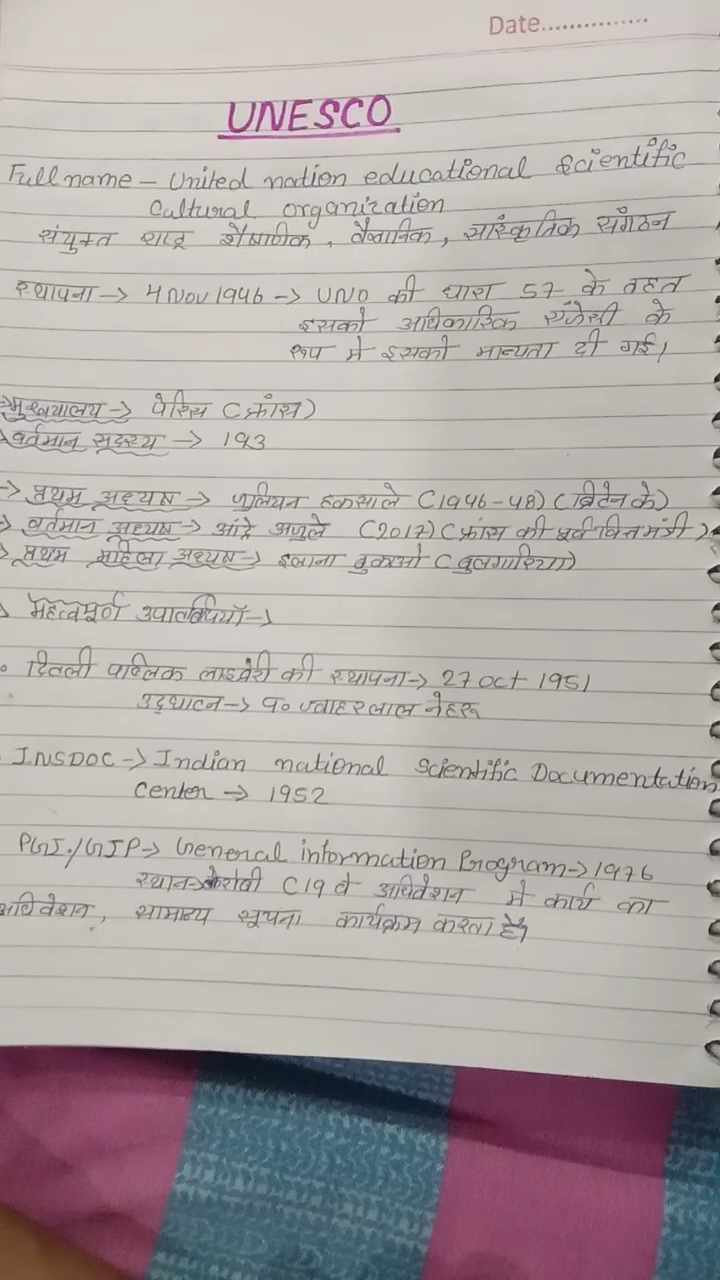 Date...............
UNESCO
Full name – United nation educational Scientific
Cultural organization
संयुक्त राष्ट्र शैक्षणीक, वैज्ञानिक, सांस्कृतिक संगठन
स्थापना -> 4 Nov 1946 -> UNO की धारा 57 के तहत
इसको अधिकारिक एजेंसी के
रूप मे इसको मान्यता दी गई।
मुख्यालय -> पेरिस (फ्रांस)
वर्तमान सदस्य -> 193
-> प्रथम अध्यक्ष -> जुलियन हक्साले (1946-48) (ब्रिटेन के)
वर्तमान अध्यक्ष -> आंद्रे अजुले (2017) (फ्रांस की पूर्व वित्तमंत्री)
प्रथम महिला अध्यक्ष -> इलाना बुकाओ (बुलगारिया)
महत्वपूर्ण उपलब्धियाँ ->
• दिल्ली पब्लिक लाइब्रेरी की स्थापना -> 27 oct 1951
उद्घाटन -> प० जवाहरलाल नेहरू
INSDOC -> Indian national Scientific Documentation
Center -> 1952
PGI./GIP -> General information Program -> 1976
स्थान -> (19 वे अधिवेशन मे कार्य का
अधिवेशन, सामान्य सूचना कार्यक्रम करता है।